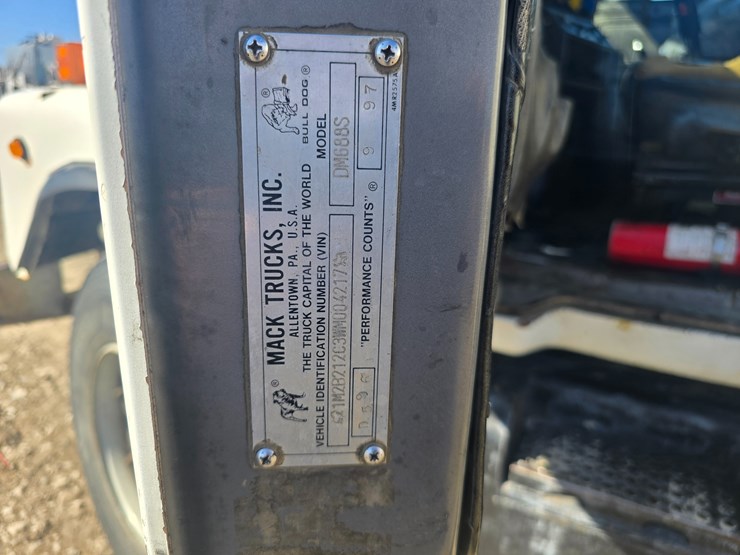 MACK TRUCKS, INC.
ALLENTOWN, PA., U.S.A.
THE TRUCK CAPITAL OF THE WORLD
BULL DOG ®
VEHICLE IDENTIFICATION NUMBER (VIN)
MODEL
1M2B212C3WM004217
DM688S
"PERFORMANCE COUNTS" ®
9 97